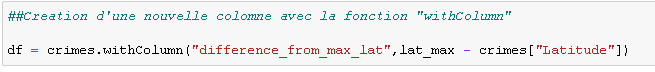 ##Creation d'une nouvelle colomne avec la fonction "withColumn"
df = crimes.withColumn("difference_from_max_lat",lat_max - crimes["Latitude"])